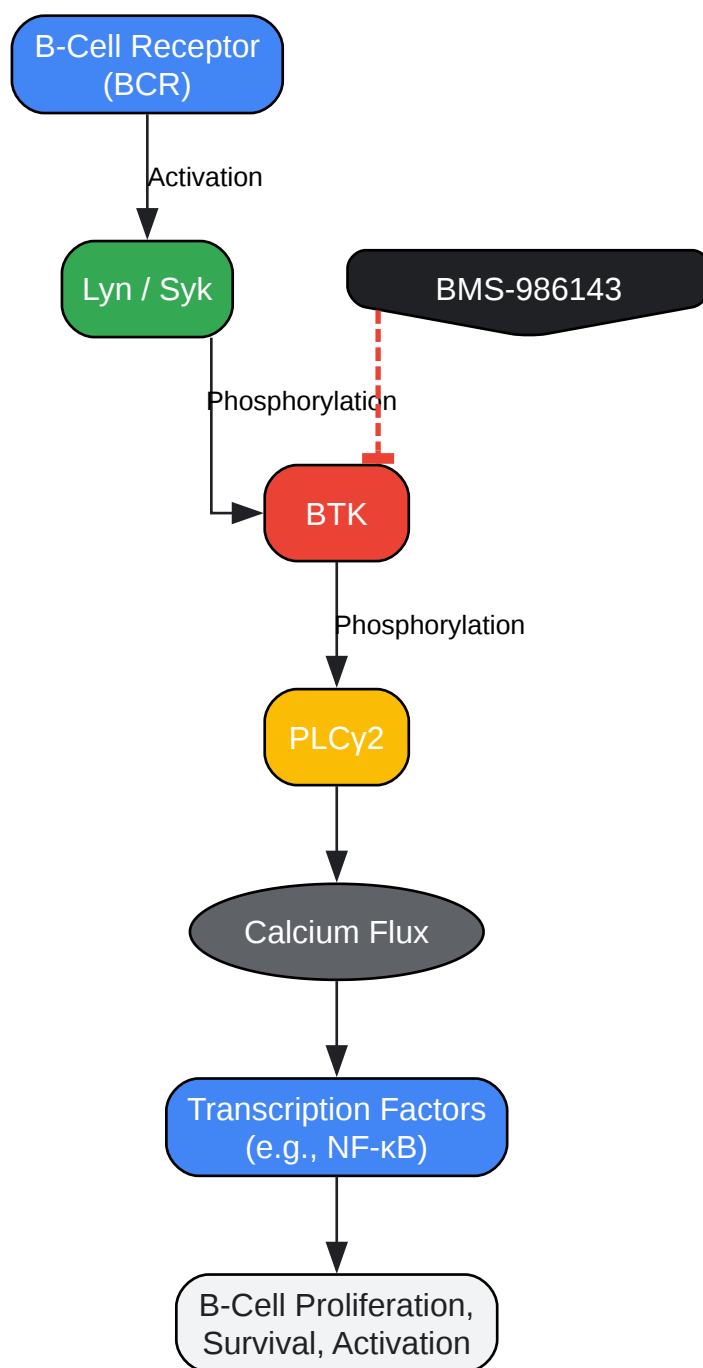 B-Cell Receptor
(BCR)
Activation
Lyn / Syk
BMS-986143
Phosphorylation
BTK
Phosphorylation
PLCγ2
Calcium Flux
Transcription Factors
(e.g., NF-κB)
B-Cell Proliferation,
Survival, Activation